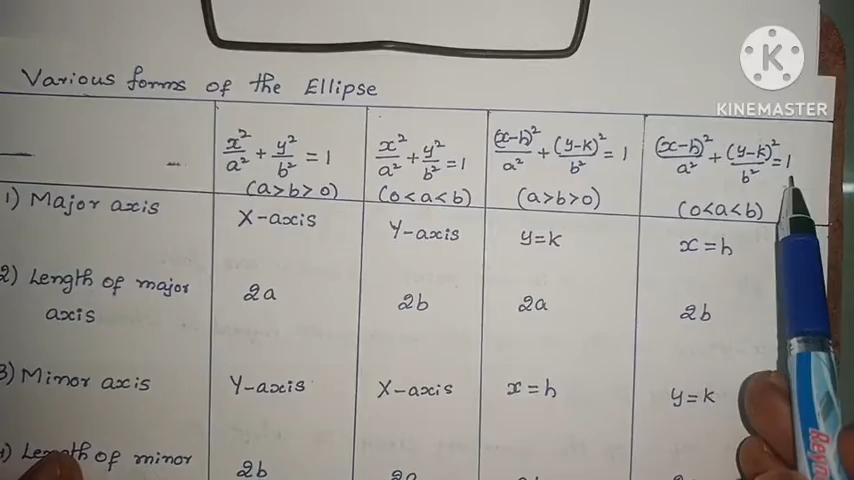 K
KINEMASTER
Various forms of the Ellipse
x²/a² + y²/b² = 1 (a>b>0)
x²/a² + y²/b² = 1 (0<a<b)
(x-h)²/a² + (y-k)²/b² = 1 (a>b>0)
(x-h)²/a² + (y-k)²/b² = 1 (0<a<b)
1) Major axis X-axis Y-axis y=k x=h
2) Length of major axis 2a 2b 2a 2b
3) Minor axis Y-axis X-axis x=h y=k
Length of minor 2b